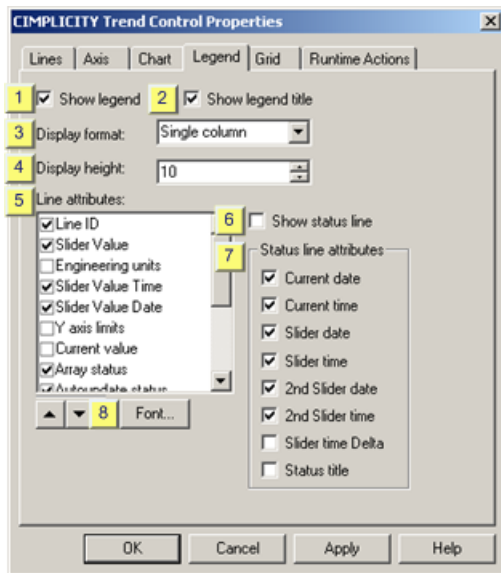 CIMPLICITY Trend Control Properties
Lines Axis Chart Legend Grid Runtime Actions
1 Show legend 2 Show legend title
3 Display format: Single column
4 Display height: 10
5 Line attributes:
Line ID
Slider Value
Engineering units
Slider Value Time
Slider Value Date
Y axis limits
Current value
Array status
Autoupdate status
8 Font...
6 Show status line
7 Status line attributes
Current date
Current time
Slider date
Slider time
2nd Slider date
2nd Slider time
Slider time Delta
Status title
OK Cancel Apply Help